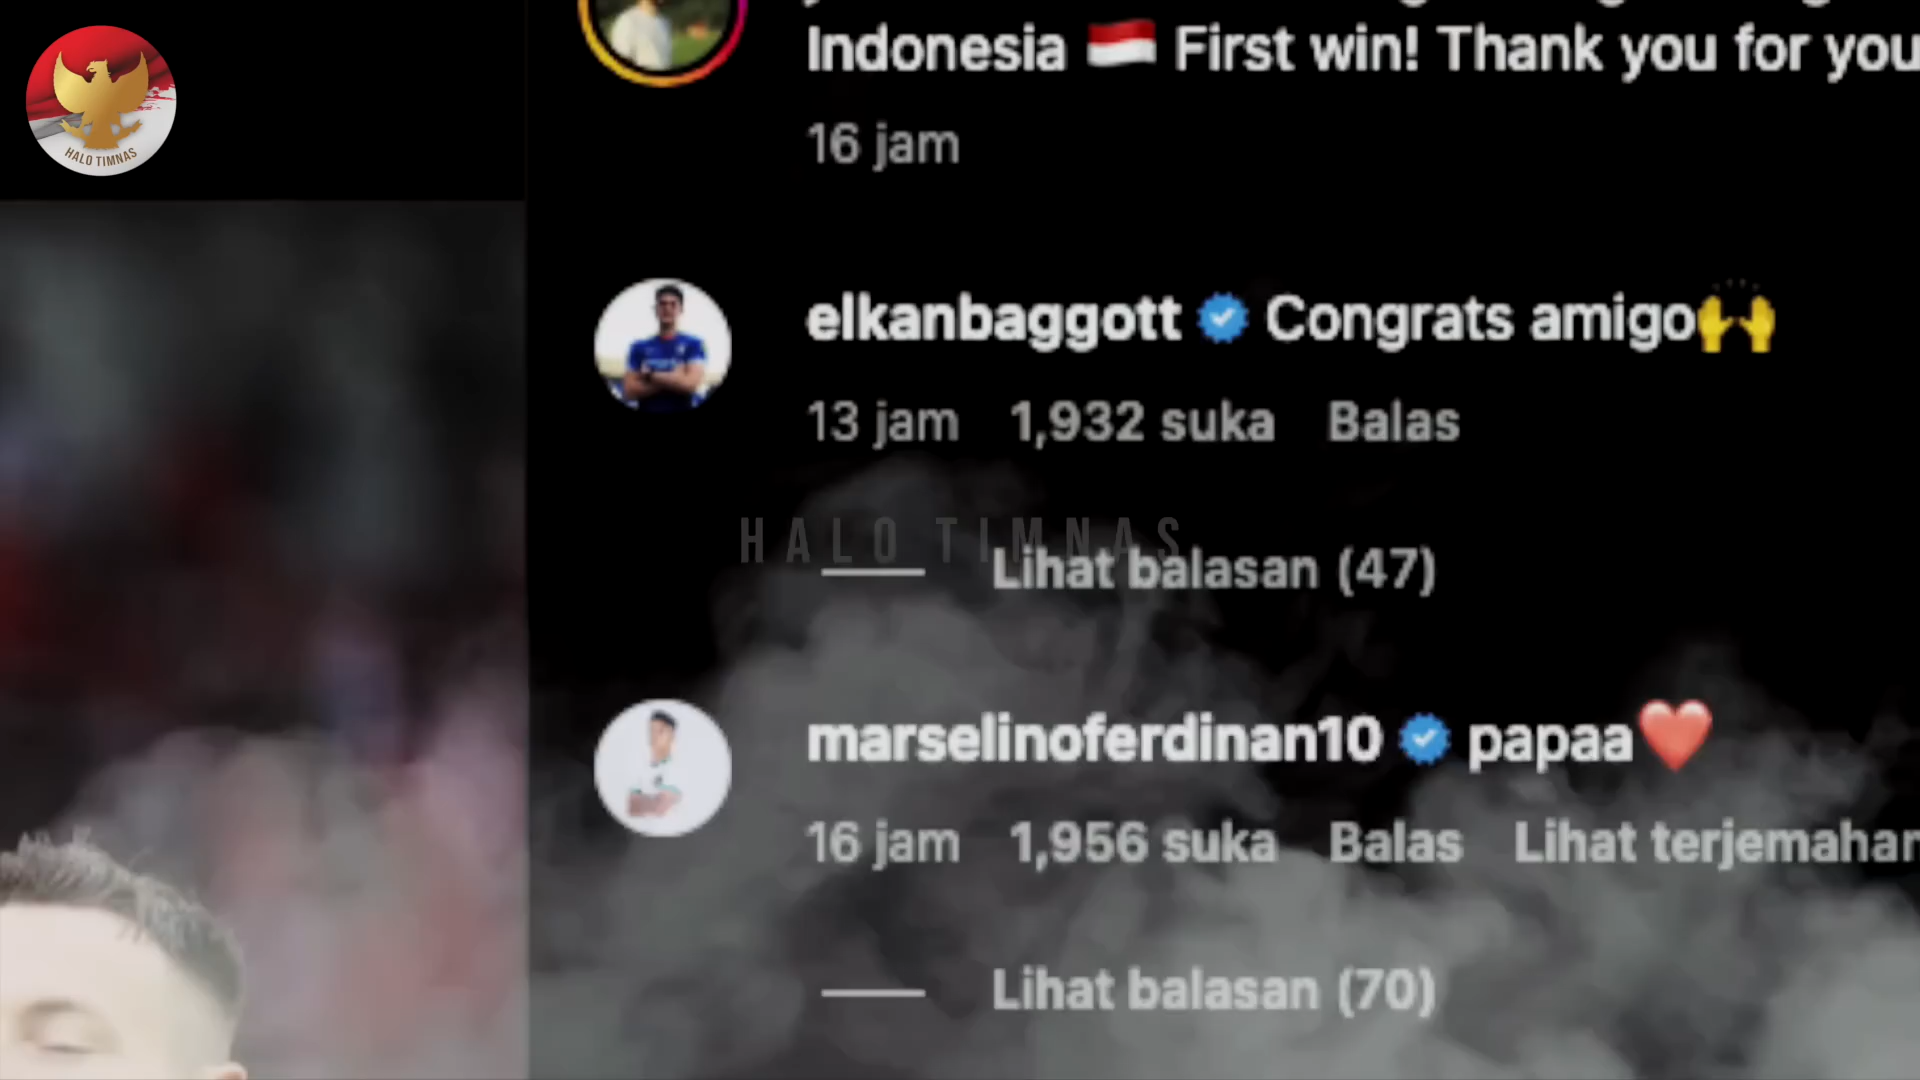 Indonesia 🇮🇩 First win! Thank you for you
16 jam
HALO TIMNAS
elkanbaggott Congrats amigo🙌
13 jam 1,932 suka Balas
HALO TIMNAS
Lihat balasan (47)
marselinoferdinan10 papaa❤️
16 jam 1,956 suka Balas Lihat terjemahan
Lihat balasan (70)